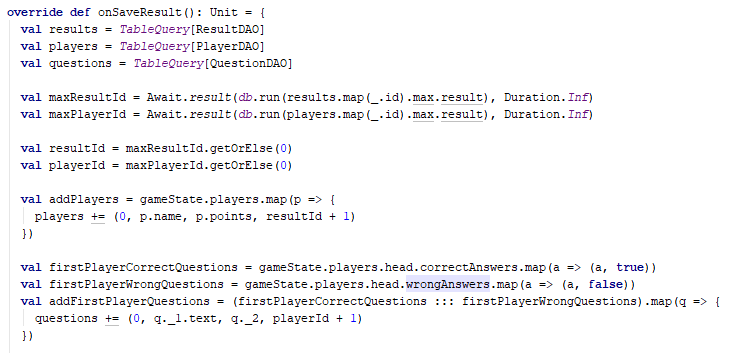 override def onSaveResult(): Unit = {
  val results = TableQuery[ResultDAO]
  val players = TableQuery[PlayerDAO]
  val questions = TableQuery[QuestionDAO]

  val maxResultId = Await.result(db.run(results.map(_.id).max.result), Duration.Inf)
  val maxPlayerId = Await.result(db.run(players.map(_.id).max.result), Duration.Inf)

  val resultId = maxResultId.getOrElse(0)
  val playerId = maxPlayerId.getOrElse(0)

  val addPlayers = gameState.players.map(p => {
    players += (0, p.name, p.points, resultId + 1)
  })

  val firstPlayerCorrectQuestions = gameState.players.head.correctAnswers.map(a => (a, true))
  val firstPlayerWrongQuestions = gameState.players.head.wrongAnswers.map(a => (a, false))
  val addFirstPlayerQuestions = (firstPlayerCorrectQuestions ::: firstPlayerWrongQuestions).map(q => {
    questions += (0, q._1.text, q._2, playerId + 1)
  })